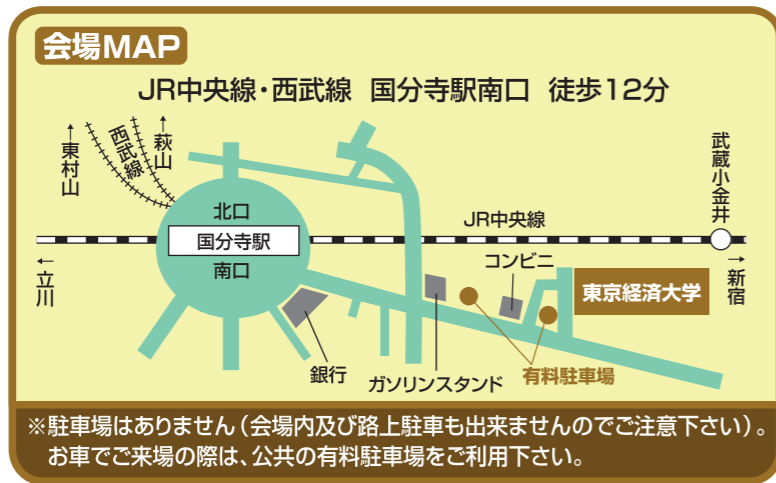 会場MAP
JR中央線・西武線 国分寺駅南口 徒歩12分
←東村山
西武線
←萩山
武蔵小金井
北口
国分寺駅
南口
JR中央線
←立川
→新宿
コンビニ
東京経済大学
銀行
ガソリンスタンド
有料駐車場
※駐車場はありません（会場内及び路上駐車も出来ませんのでご注意下さい）。
お車でご来場の際は、公共の有料駐車場をご利用下さい。